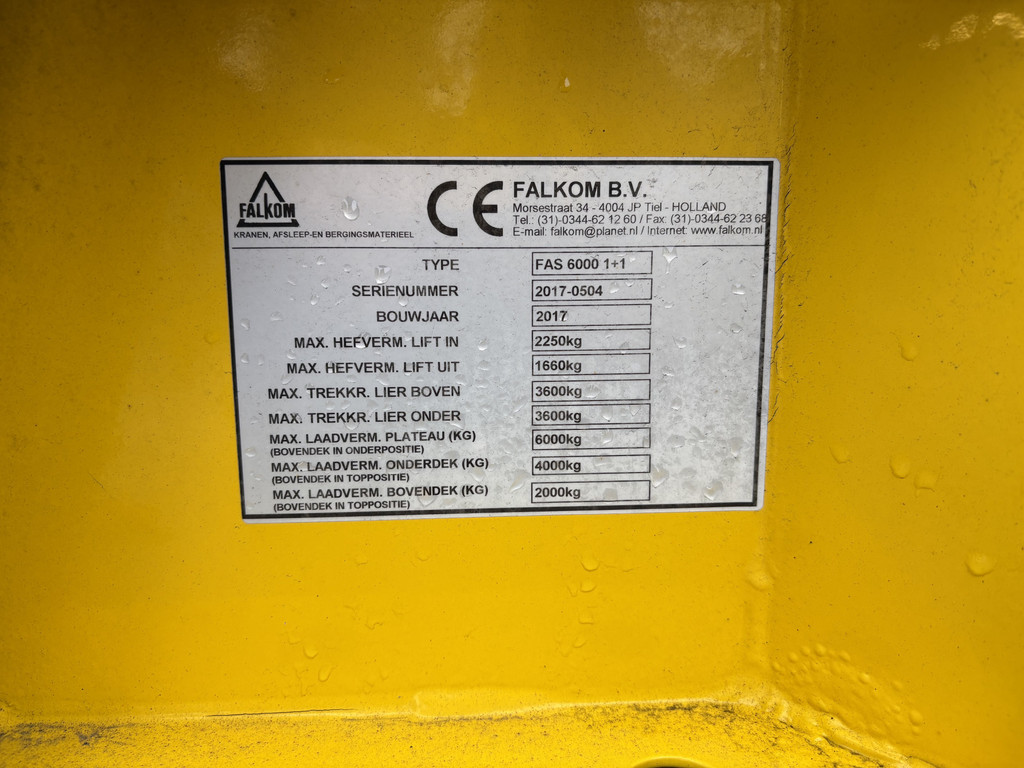 FALKOM
KRANEN, AFSLEEP-EN BERGINGSMATERIEEL
CE
FALKOM B.V.
Morsestraat 34 - 4004 JP Tiel - HOLLAND
Tel.: (31)-0344-62 12 60 / Fax: (31)-0344-62 23 68
E-mail: falkom@planet.nl / Internet: www.falkom.nl
TYPE FAS 6000 1+1
SERIENUMMER 2017-0504
BOUWJAAR 2017
MAX. HEFVERM. LIFT IN 2250kg
MAX. HEFVERM. LIFT UIT 1660kg
MAX. TREKKR. LIER BOVEN 3600kg
MAX. TREKKR. LIER ONDER 3600kg
MAX. LAADVERM. PLATEAU (KG) 6000kg
(BOVENDEK IN ONDERPOSITIE)
MAX. LAADVERM. ONDERDEK (KG) 4000kg
(BOVENDEK IN TOPPOSITIE)
MAX. LAADVERM. BOVENDEK (KG) 2000kg
(BOVENDEK IN TOPPOSITIE)